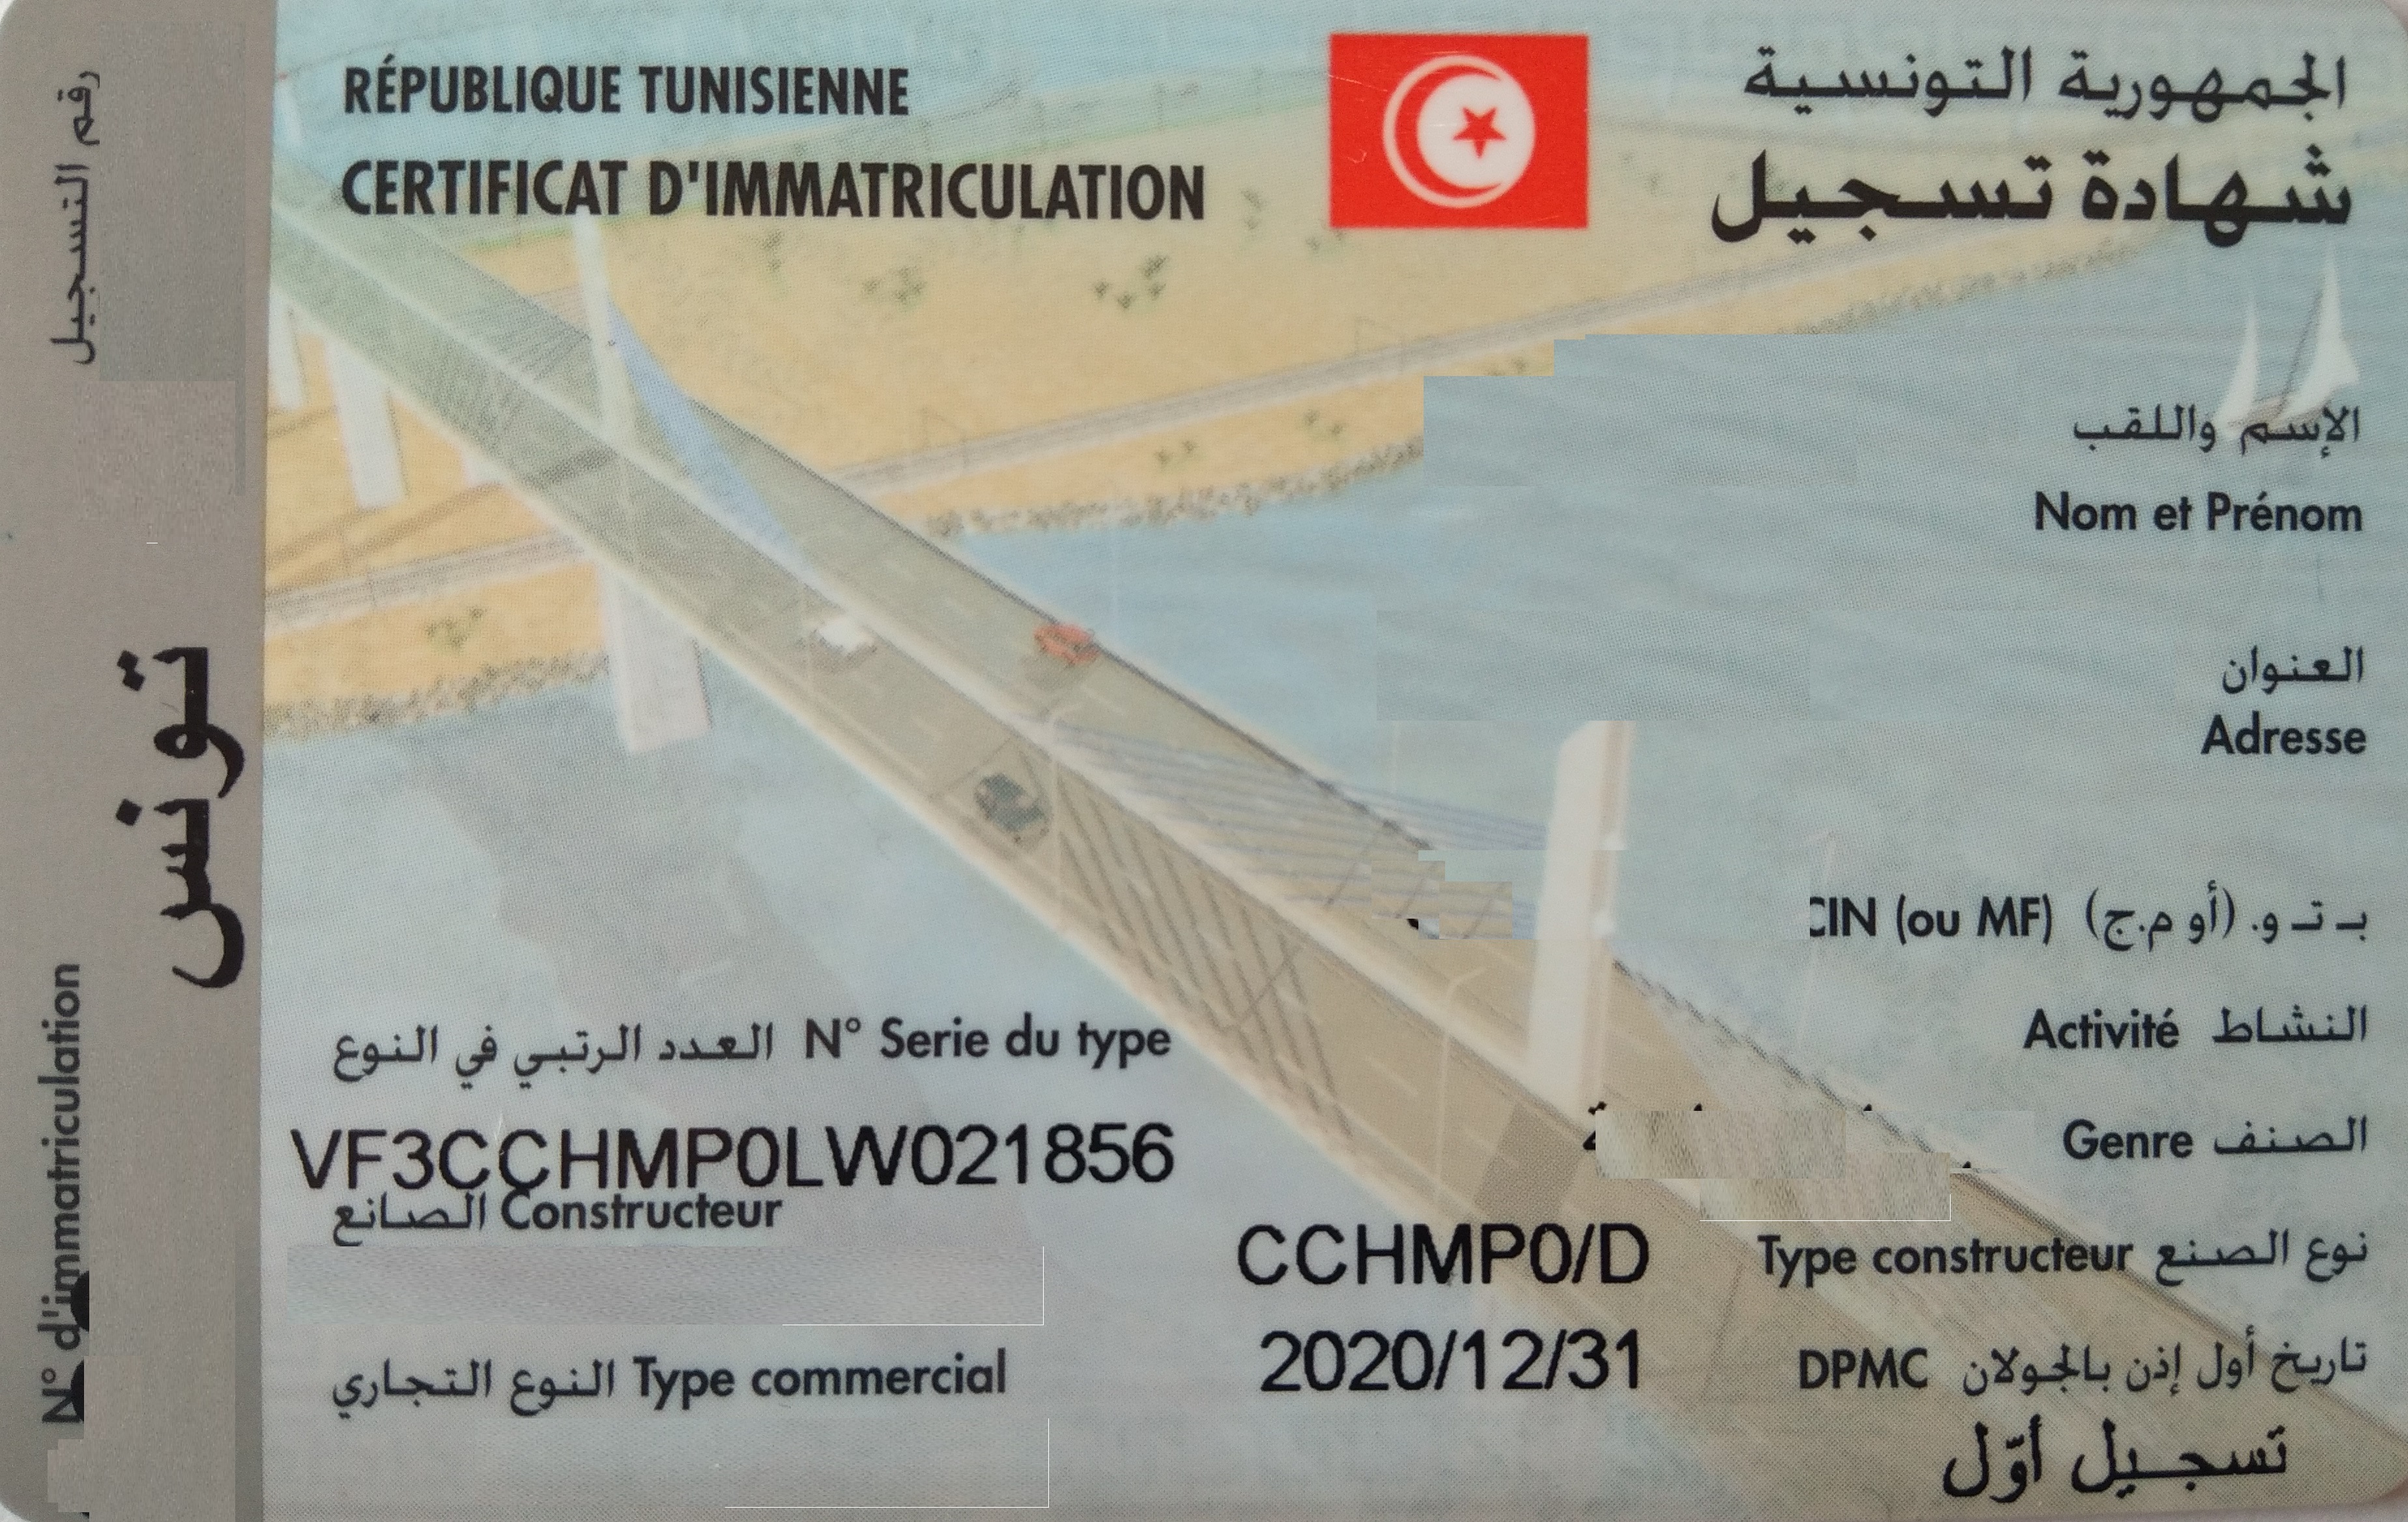 RÉPUBLIQUE TUNISIENNE
الجمهورية التونسية
CERTIFICAT D'IMMATRICULATION
شهادة تسجيل
رقم التسجيل
تونس
N° d'immatriculation
الإسم واللقب
Nom et Prénom
العنوان
Adresse
CIN (ou MF) بـ تـ و. (أو م.ج)
Activité النشاط
العدد الرتبي في النوع N° Serie du type
VF3CCHMP0LW021856
Genre الصنف
الصانع Constructeur
CCHMP0/D
Type constructeur نوع الصنع
النوع التجاري Type commercial
2020/12/31
DPMC تاريخ أول إذن بالجولان
تسجيل أوّل